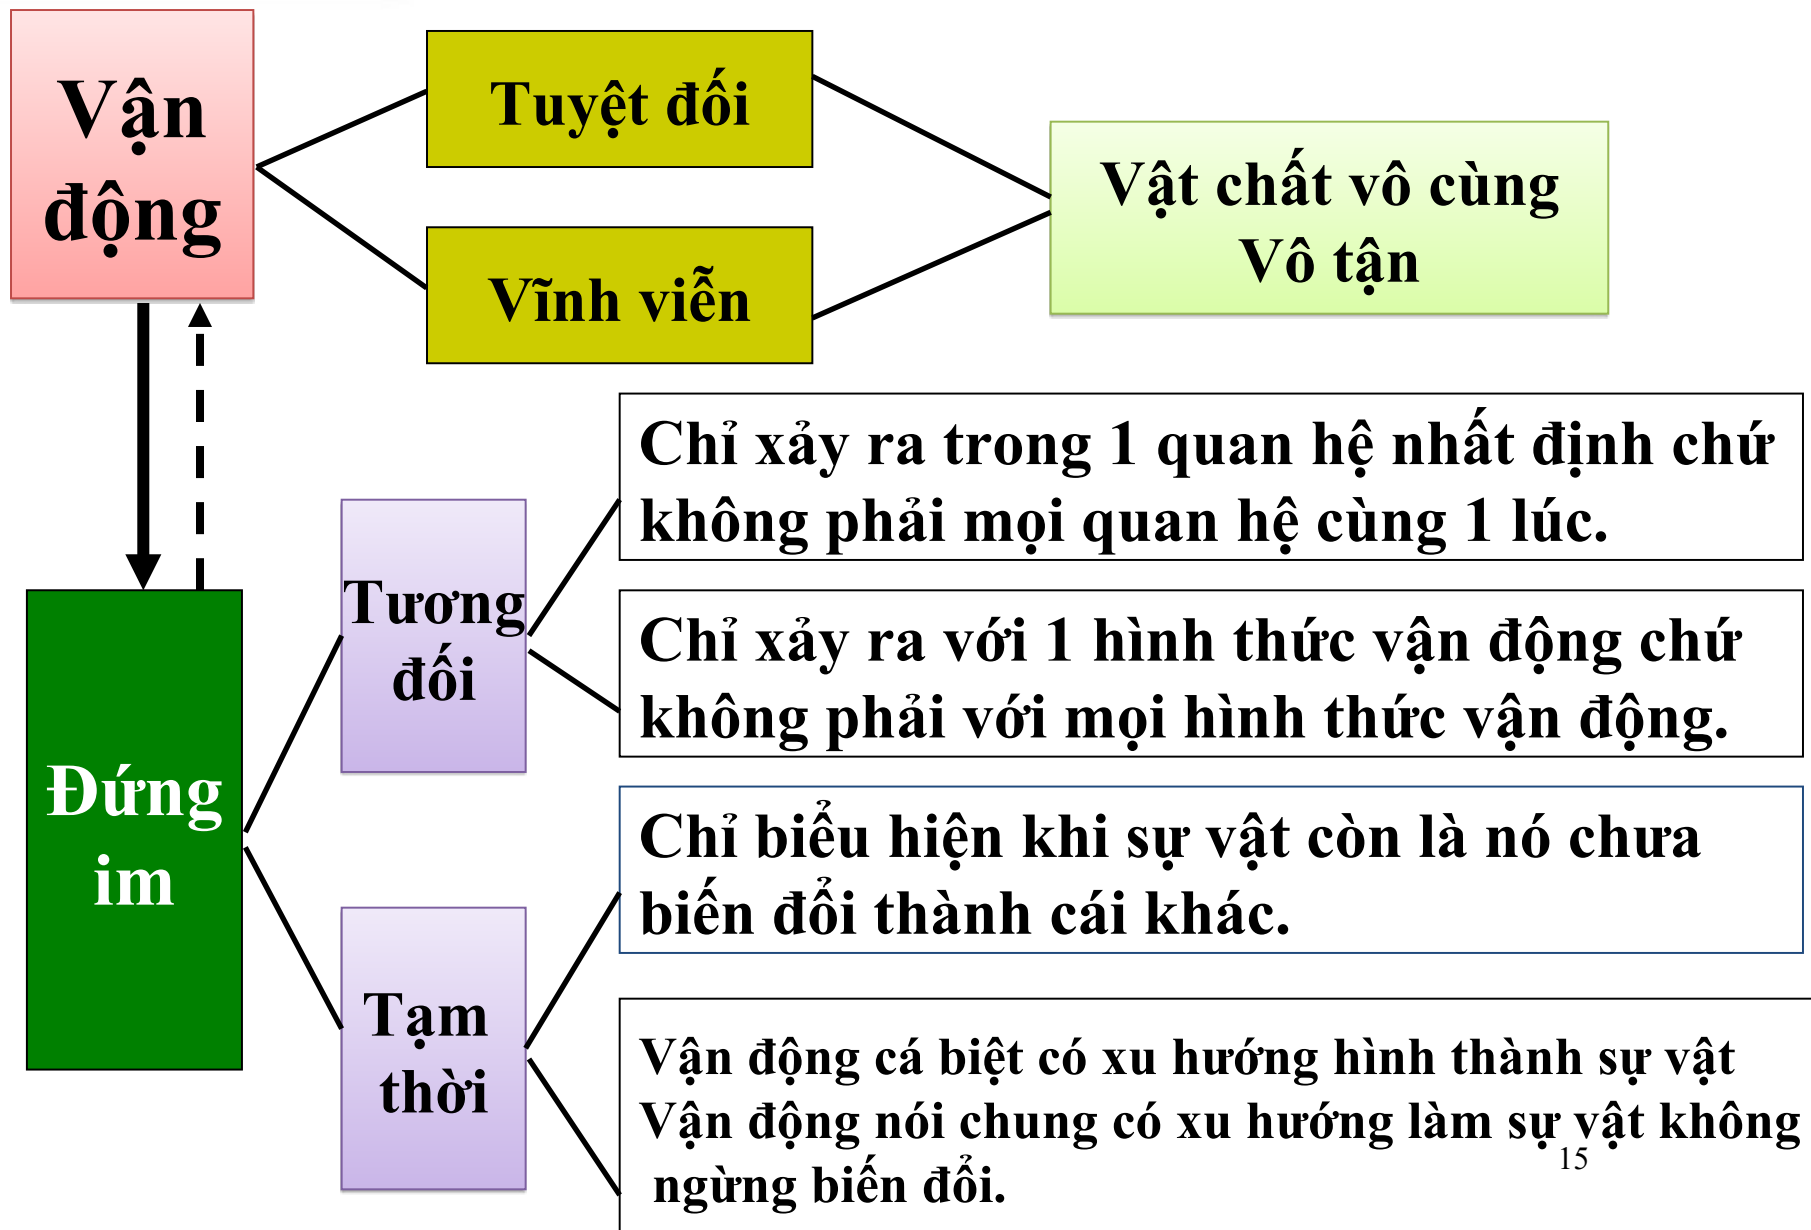 Vận
động
Tuyệt đối
Vĩnh viễn
Vật chất vô cùng
Vô tận
Đứng
im
Tương
đối
Chỉ xảy ra trong 1 quan hệ nhất định chứ
không phải mọi quan hệ cùng 1 lúc.
Chỉ xảy ra với 1 hình thức vận động chứ
không phải với mọi hình thức vận động.
Tạm
thời
Chỉ biểu hiện khi sự vật còn là nó chưa
biến đổi thành cái khác.
Vận động cá biệt có xu hướng hình thành sự vật
Vận động nói chung có xu hướng làm sự vật không
ngừng biến đổi.
15